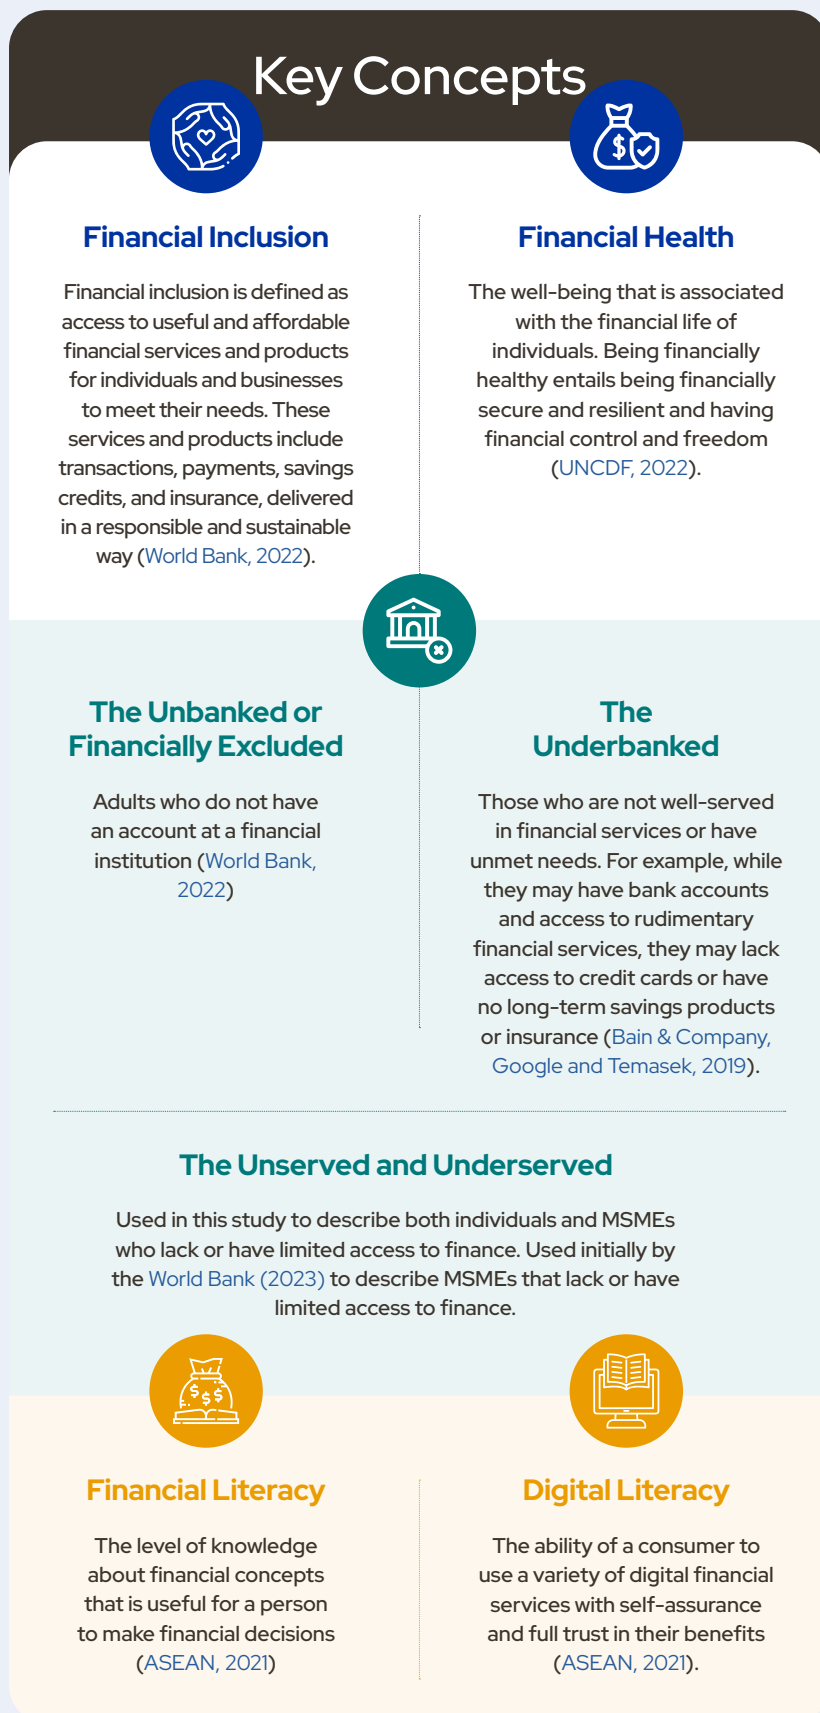 Key Concepts
Financial Inclusion
Financial inclusion is defined as
access to useful and affordable
financial services and products
for individuals and businesses
to meet their needs. These
services and products include
transactions, payments, savings
credits, and insurance, delivered
in a responsible and sustainable
way (World Bank, 2022).
Financial Health
The well-being that is associated
with the financial life of
individuals. Being financially
healthy entails being financially
secure and resilient and having
financial control and freedom
(UNCDF, 2022).
The Unbanked or
Financially Excluded
Adults who do not have
an account at a financial
institution (World Bank,
2022)
The
Underbanked
Those who are not well-served
in financial services or have
unmet needs. For example, while
they may have bank accounts
and access to rudimentary
financial services, they may lack
access to credit cards or have
no long-term savings products
or insurance (Bain & Company,
Google and Temasek, 2019).
The Unserved and Underserved
Used in this study to describe both individuals and MSMEs
who lack or have limited access to finance. Used initially by
the World Bank (2023) to describe MSMEs that lack or have
limited access to finance.
Financial Literacy
The level of knowledge
about financial concepts
that is useful for a person
to make financial decisions
(ASEAN, 2021)
Digital Literacy
The ability of a consumer to
use a variety of digital financial
services with self-assurance
and full trust in their benefits
(ASEAN, 2021).